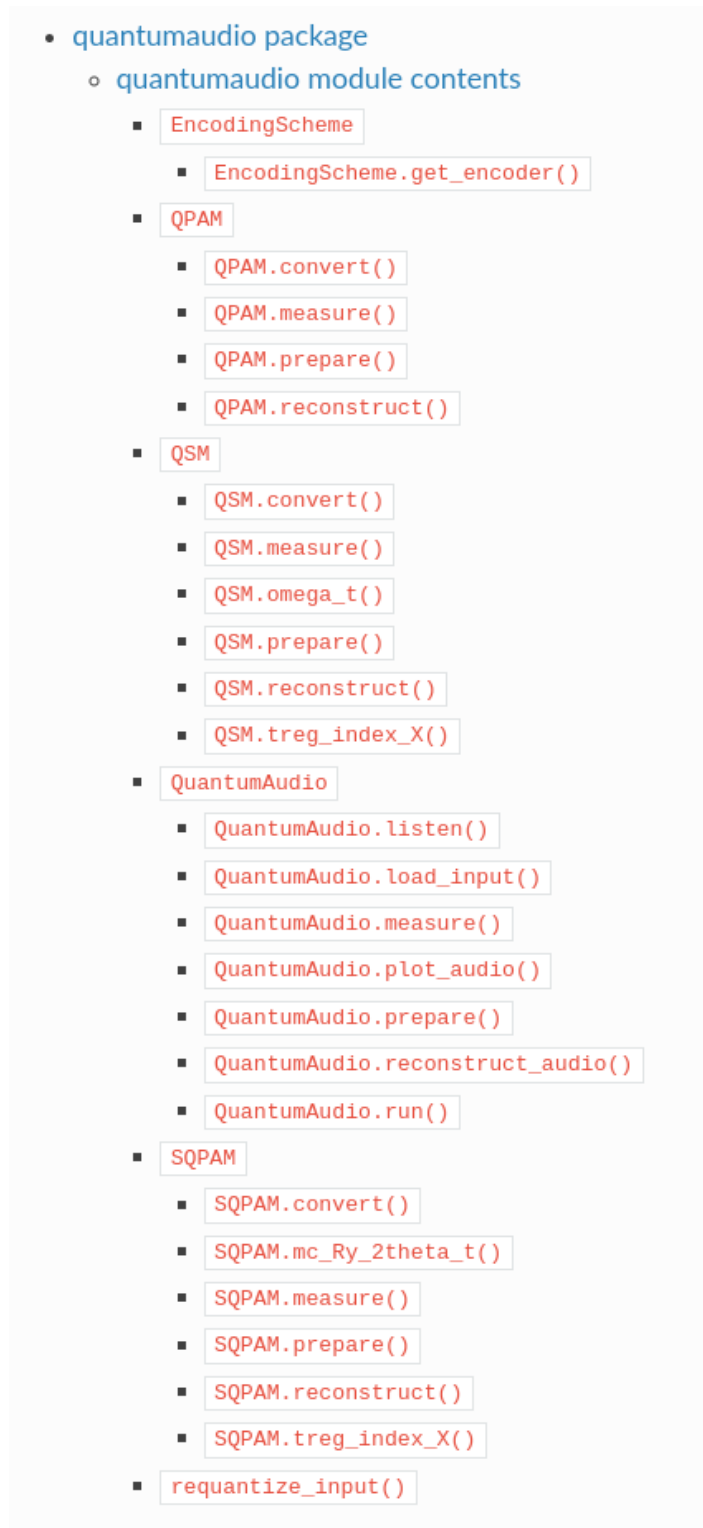 quantumaudio package
quantumaudio module contents
EncodingScheme
EncodingScheme.get_encoder()
QPAM
QPAM.convert()
QPAM.measure()
QPAM.prepare()
QPAM.reconstruct()
QSM
QSM.convert()
QSM.measure()
QSM.omega_t()
QSM.prepare()
QSM.reconstruct()
QSM.treg_index_X()
QuantumAudio
QuantumAudio.listen()
QuantumAudio.load_input()
QuantumAudio.measure()
QuantumAudio.plot_audio()
QuantumAudio.prepare()
QuantumAudio.reconstruct_audio()
QuantumAudio.run()
SQPAM
SQPAM.convert()
SQPAM.mc_Ry_2theta_t()
SQPAM.measure()
SQPAM.prepare()
SQPAM.reconstruct()
SQPAM.treg_index_X()
requantize_input()